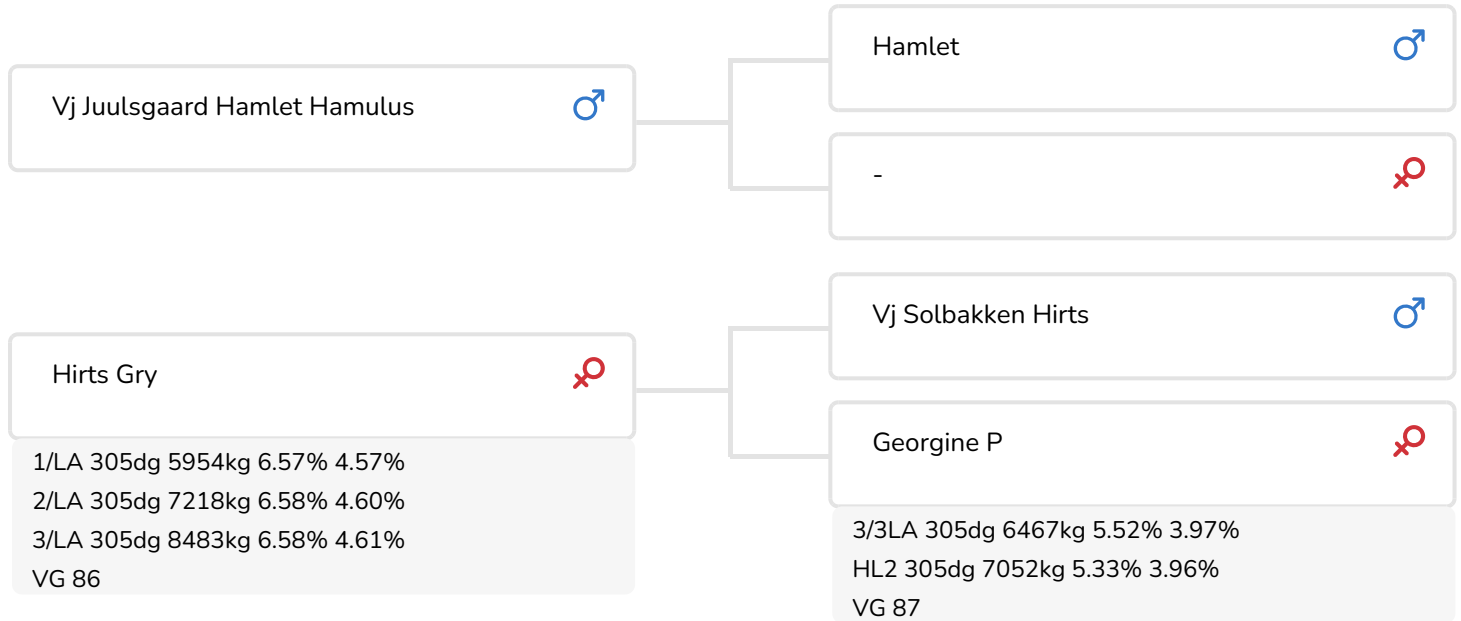 Vj Juulsgaard Hamlet Hamulus
Hamlet
-
Hirts Gry
1/LA 305dg 5954kg 6.57% 4.57%
2/LA 305dg 7218kg 6.58% 4.60%
3/LA 305dg 8483kg 6.58% 4.61%
VG 86
Vj Solbakken Hirts
Georgine P
3/3LA 305dg 6467kg 5.52% 3.97%
HL2 305dg 7052kg 5.33% 3.96%
VG 87